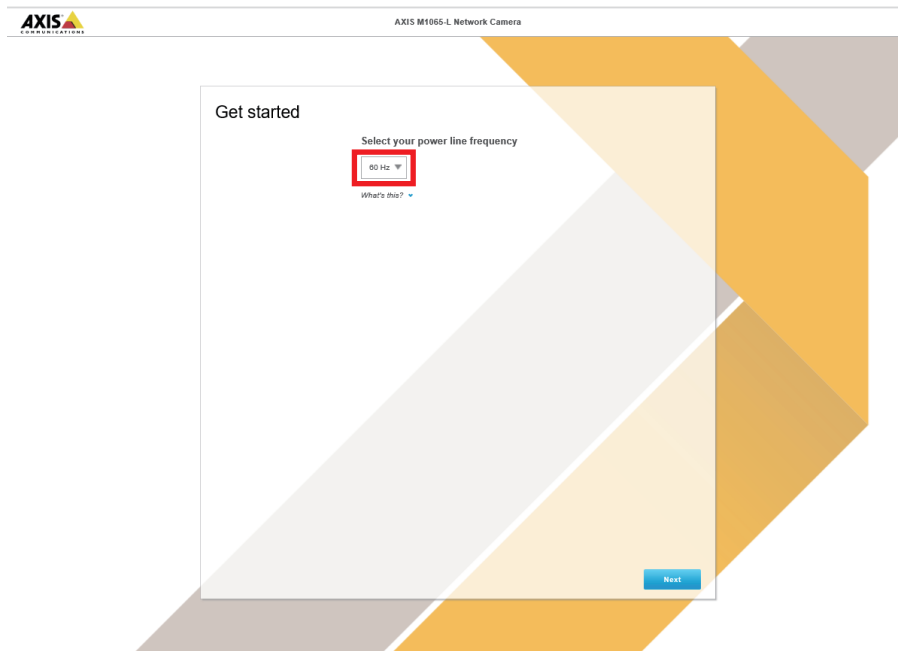 AXIS
COMMUNICATIONS
AXIS M1065-L Network Camera
Get started
Select your power line frequency
60 Hz
What's this?
Next